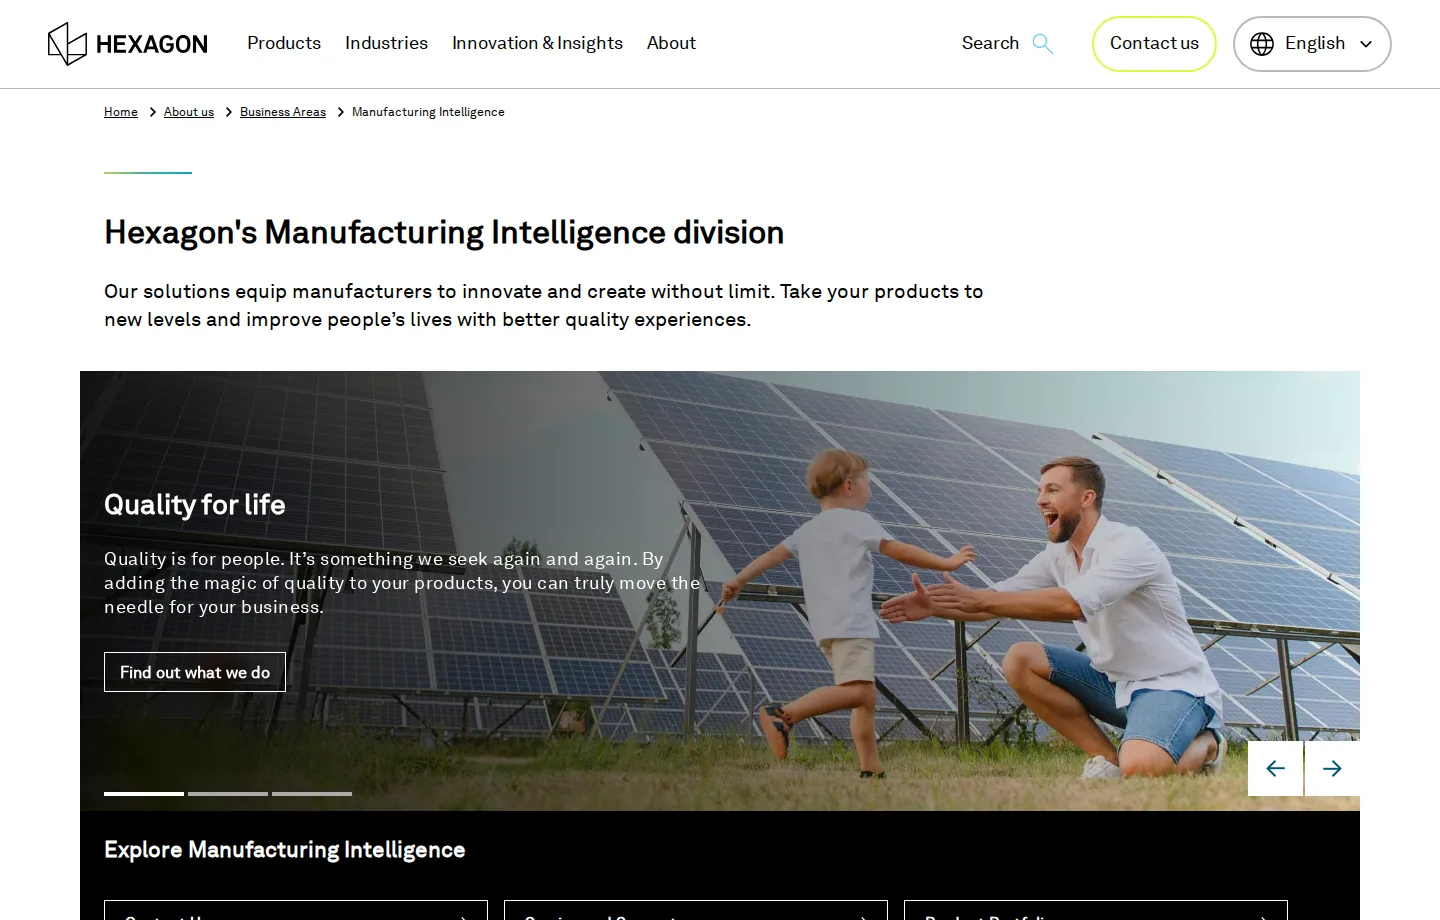 HEXAGON
Products
Industries
Innovation & Insights
About
Search
Contact us
English
Home
About us
Business Areas
Manufacturing Intelligence
Hexagon's Manufacturing Intelligence division
Our solutions equip manufacturers to innovate and create without limit. Take your products to
new levels and improve people’s lives with better quality experiences.
Quality for life
Quality is for people. It’s something we seek again and again. By
adding the magic of quality to your products, you can truly move the
needle for your business.
Find out what we do
Explore Manufacturing Intelligence